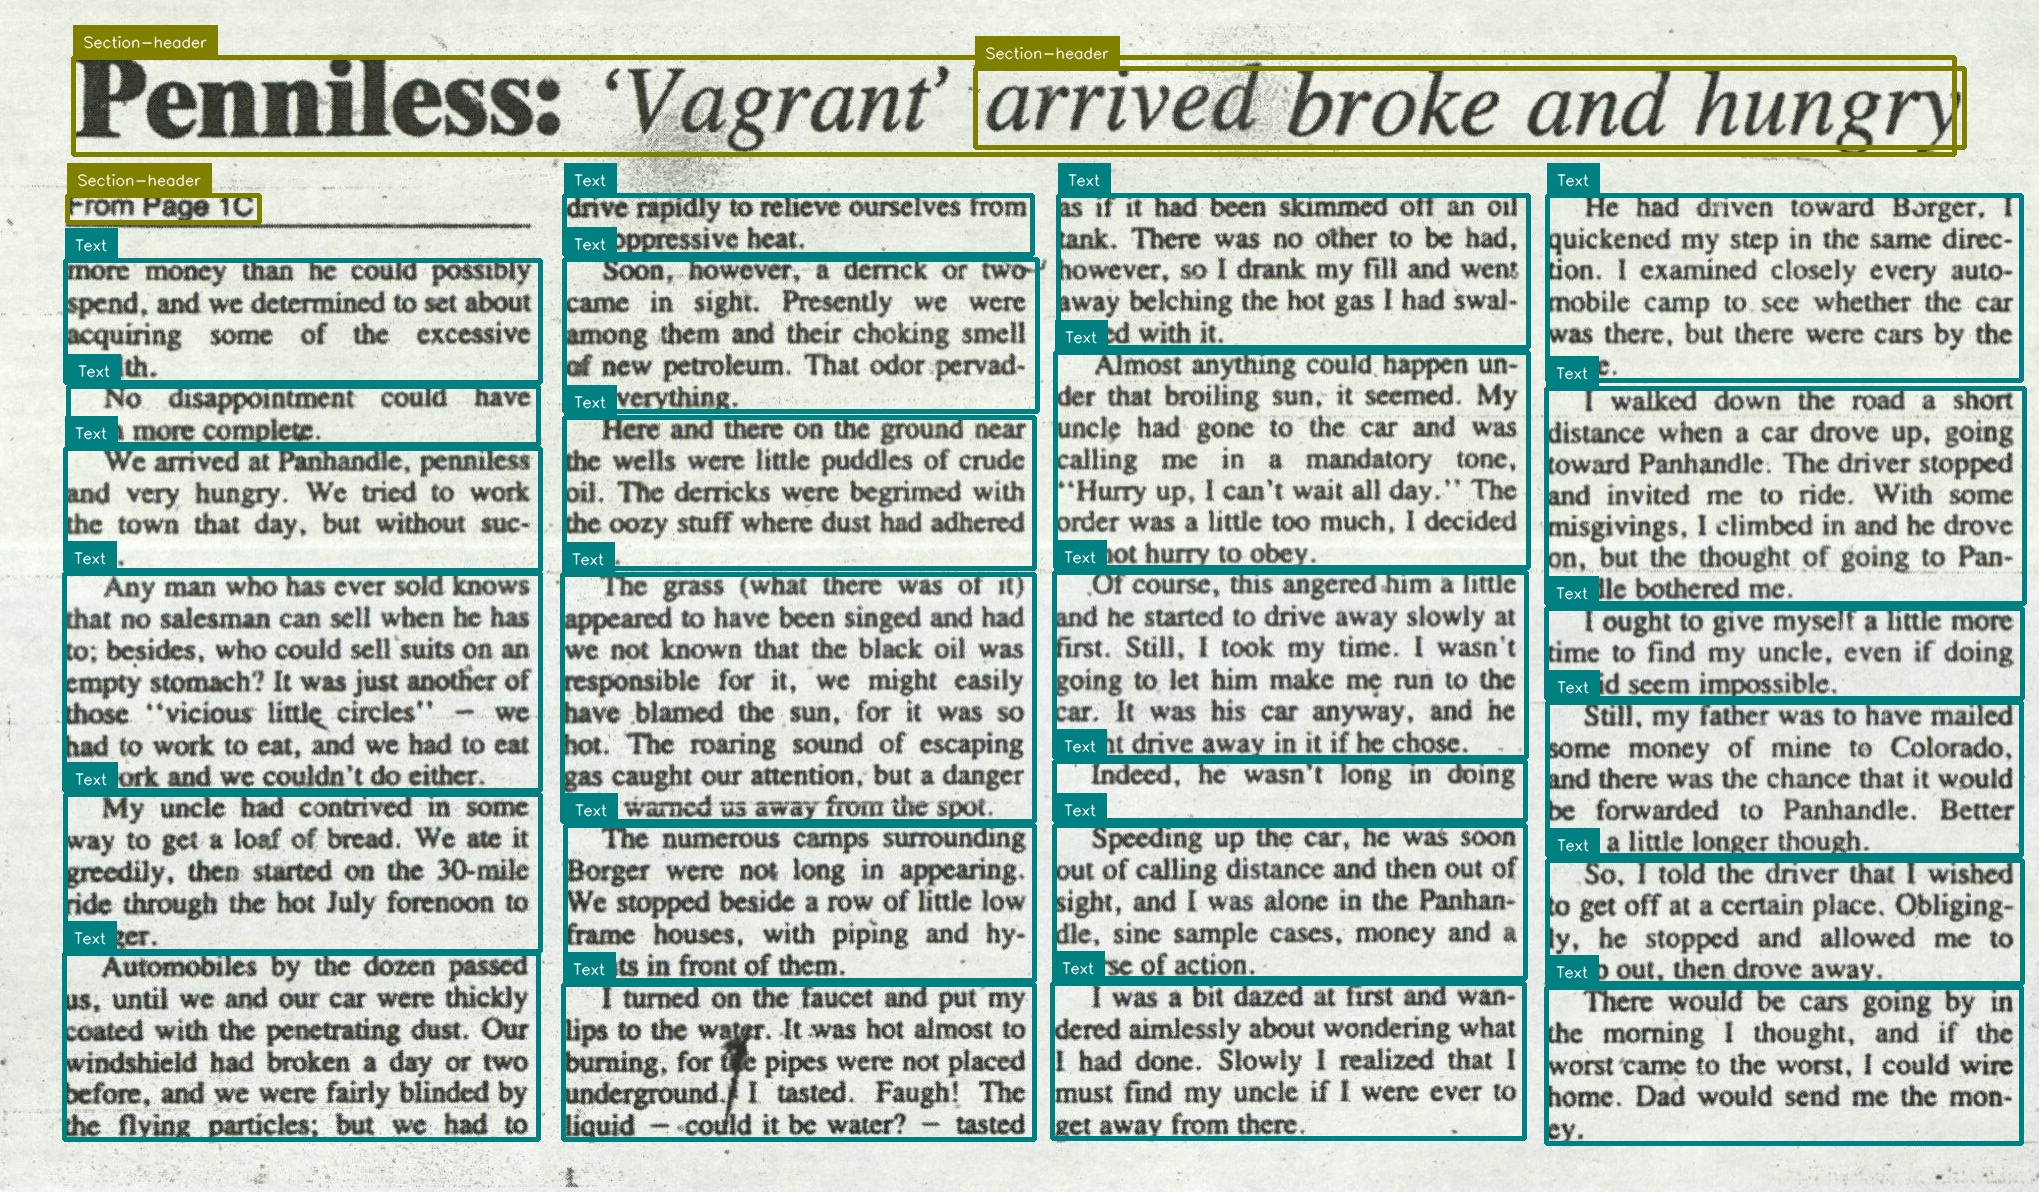 Section-header
Section-header
Penniless: 'Vagrant' arrived broke and hungry
Section-header
From Page 1C
Text
more money than he could possibly
spend, and we determined to set about
acquiring some of the excessive
Text
No disappointment could have
Text more complete.
We arrived at Panhandle, penniless
and very hungry. We tried to work
the town that day, but without suc-
Text
Any man who has ever sold knows
that no salesman can sell when he has
to; besides, who could sell suits on an
empty stomach? It was just another of
those "vicious little circles" — we
had to work to eat, and we had to eat
Text and we couldn't do either.
My uncle had contrived in some
way to get a loaf of bread. We ate it
greedily, then started on the 30-mile
ride through the hot July forenoon to
Text
Automobiles by the dozen passed
us, until we and our car were thickly
coated with the penetrating dust. Our
windshield had broken a day or two
before, and we were fairly blinded by
the flying particles; but we had to
Text
drive rapidly to relieve ourselves from
Text oppressive heat.
Soon, however, a derrick or two
came in sight. Presently we were
among them and their choking smell
of new petroleum. That odor pervad-
Text
Here and there on the ground near
the wells were little puddles of crude
oil. The derricks were begrimed with
the oozy stuff where dust had adhered
Text
The grass (what there was of it)
appeared to have been singed and had
we not known that the black oil was
responsible for it, we might easily
have blamed the sun, for it was so
hot. The roaring sound of escaping
gas caught our attention, but a danger
Text warned us away from the spot.
The numerous camps surrounding
Borger were not long in appearing.
We stopped beside a row of little low
frame houses, with piping and hy-
Text in front of them.
I turned on the faucet and put my
lips to the water. It was hot almost to
burning, for the pipes were not placed
underground. I tasted. Faugh! The
liquid — could it be water? — tasted
Text
as if it had been skimmed off an oil
tank. There was no other to be had,
however, so I drank my fill and went
away belching the hot gas I had swal-
Text with it.
Almost anything could happen un-
der that broiling sun, it seemed. My
uncle had gone to the car and was
calling me in a mandatory tone,
"Hurry up, I can't wait all day." The
order was a little too much, I decided
Text not hurry to obey.
Of course, this angered him a little
and he started to drive away slowly at
first. Still, I took my time. I wasn't
going to let him make me run to the
car. It was his car anyway, and he
Text drive away in it if he chose.
Indeed, he wasn't long in doing
Text
Speeding up the car, he was soon
out of calling distance and then out of
sight, and I was alone in the Panhan-
dle, sine sample cases, money and a
Text of action.
I was a bit dazed at first and wan-
dered aimlessly about wondering what
I had done. Slowly I realized that I
must find my uncle if I were ever to
get away from there.
Text
He had driven toward Borger, I
quickened my step in the same direc-
tion. I examined closely every auto-
mobile camp to see whether the car
was there, but there were cars by the
Text
I walked down the road a short
distance when a car drove up, going
toward Panhandle. The driver stopped
and invited me to ride. With some
misgivings, I climbed in and he drove
on, but the thought of going to Pan-
Text bothered me.
I ought to give myself a little more
time to find my uncle, even if doing
Text seem impossible.
Still, my father was to have mailed
some money of mine to Colorado,
and there was the chance that it would
be forwarded to Panhandle. Better
Text a little longer though.
So, I told the driver that I wished
to get off at a certain place. Obliging-
ly, he stopped and allowed me to
Text out, then drove away.
There would be cars going by in
the morning I thought, and if the
worst came to the worst, I could wire
home. Dad would send me the mon-
ey.